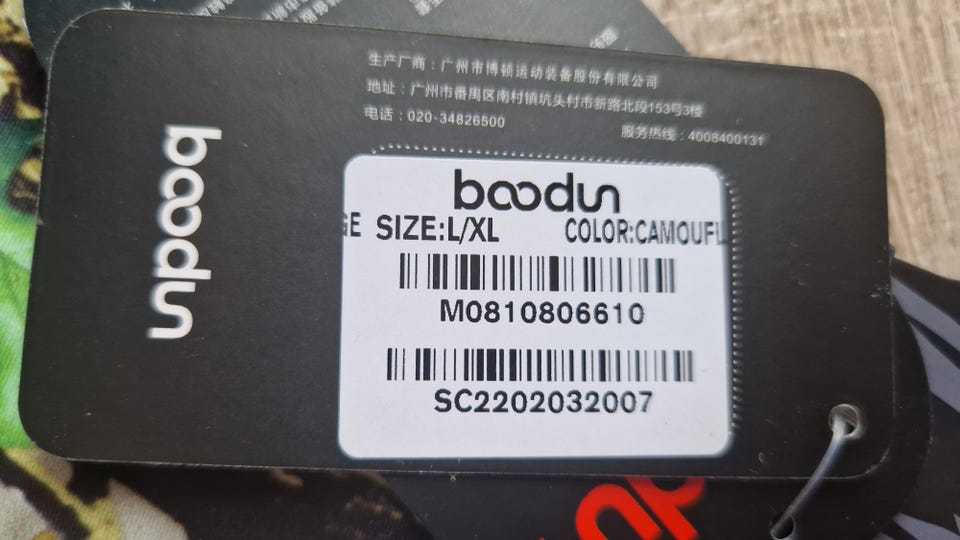 生产厂商：广州市博顿运动装备股份有限公司
地址：广州市番禺区南村镇坑头村市新路北段153号3楼
电话：020-34826500
服务热线：4008400131
boodun
boodun
GE SIZE:L/XL COLOR:CAMOUFL
M0810806610
SC2202032007